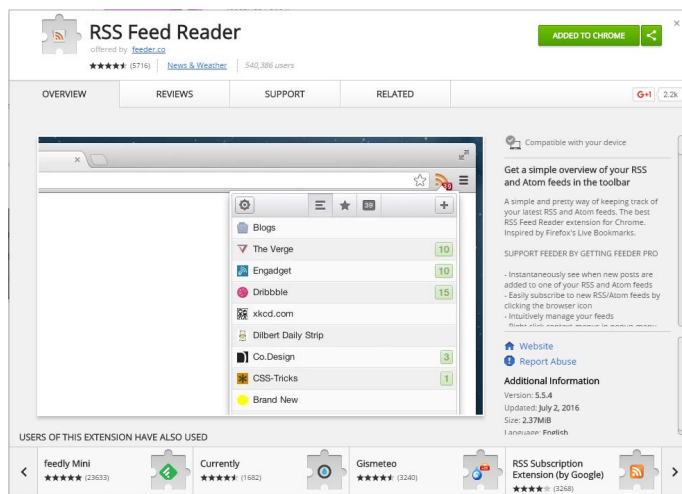 RSS Feed Reader
offered by feeder.co
(5716) News & Weather 540,386 users
ADDED TO CHROME
OVERVIEW REVIEWS SUPPORT RELATED
G+1 2.2k
39
39
Blogs
The Verge 10
Engadget 10
Dribbble 15
xkcd.com
Dilbert Daily Strip
Co.Design 3
CSS-Tricks 1
Brand New
Compatible with your device
Get a simple overview of your RSS
and Atom feeds in the toolbar
A simple and pretty way of keeping track of
your latest RSS and Atom feeds. The best
RSS Feed Reader extension for Chrome.
Inspired by Firefox's Live Bookmarks.
SUPPORT FEEDER BY GETTING FEEDER PRO
- Instantaneously see when new posts are
added to one of your RSS and Atom feeds
- Easily subscribe to new RSS/Atom feeds by
clicking the browser icon
- Intuitively manage your feeds
- Right click context menus in popup menu
Website
Report Abuse
Additional Information
Version: 5.5.4
Updated: July 2, 2016
Size: 2.37MiB
Language: English
USERS OF THIS EXTENSION HAVE ALSO USED
feedly Mini
(23633)
Currently
(1682)
Gismeteo
(3240)
RSS Subscription
Extension (by Google)
(3268)